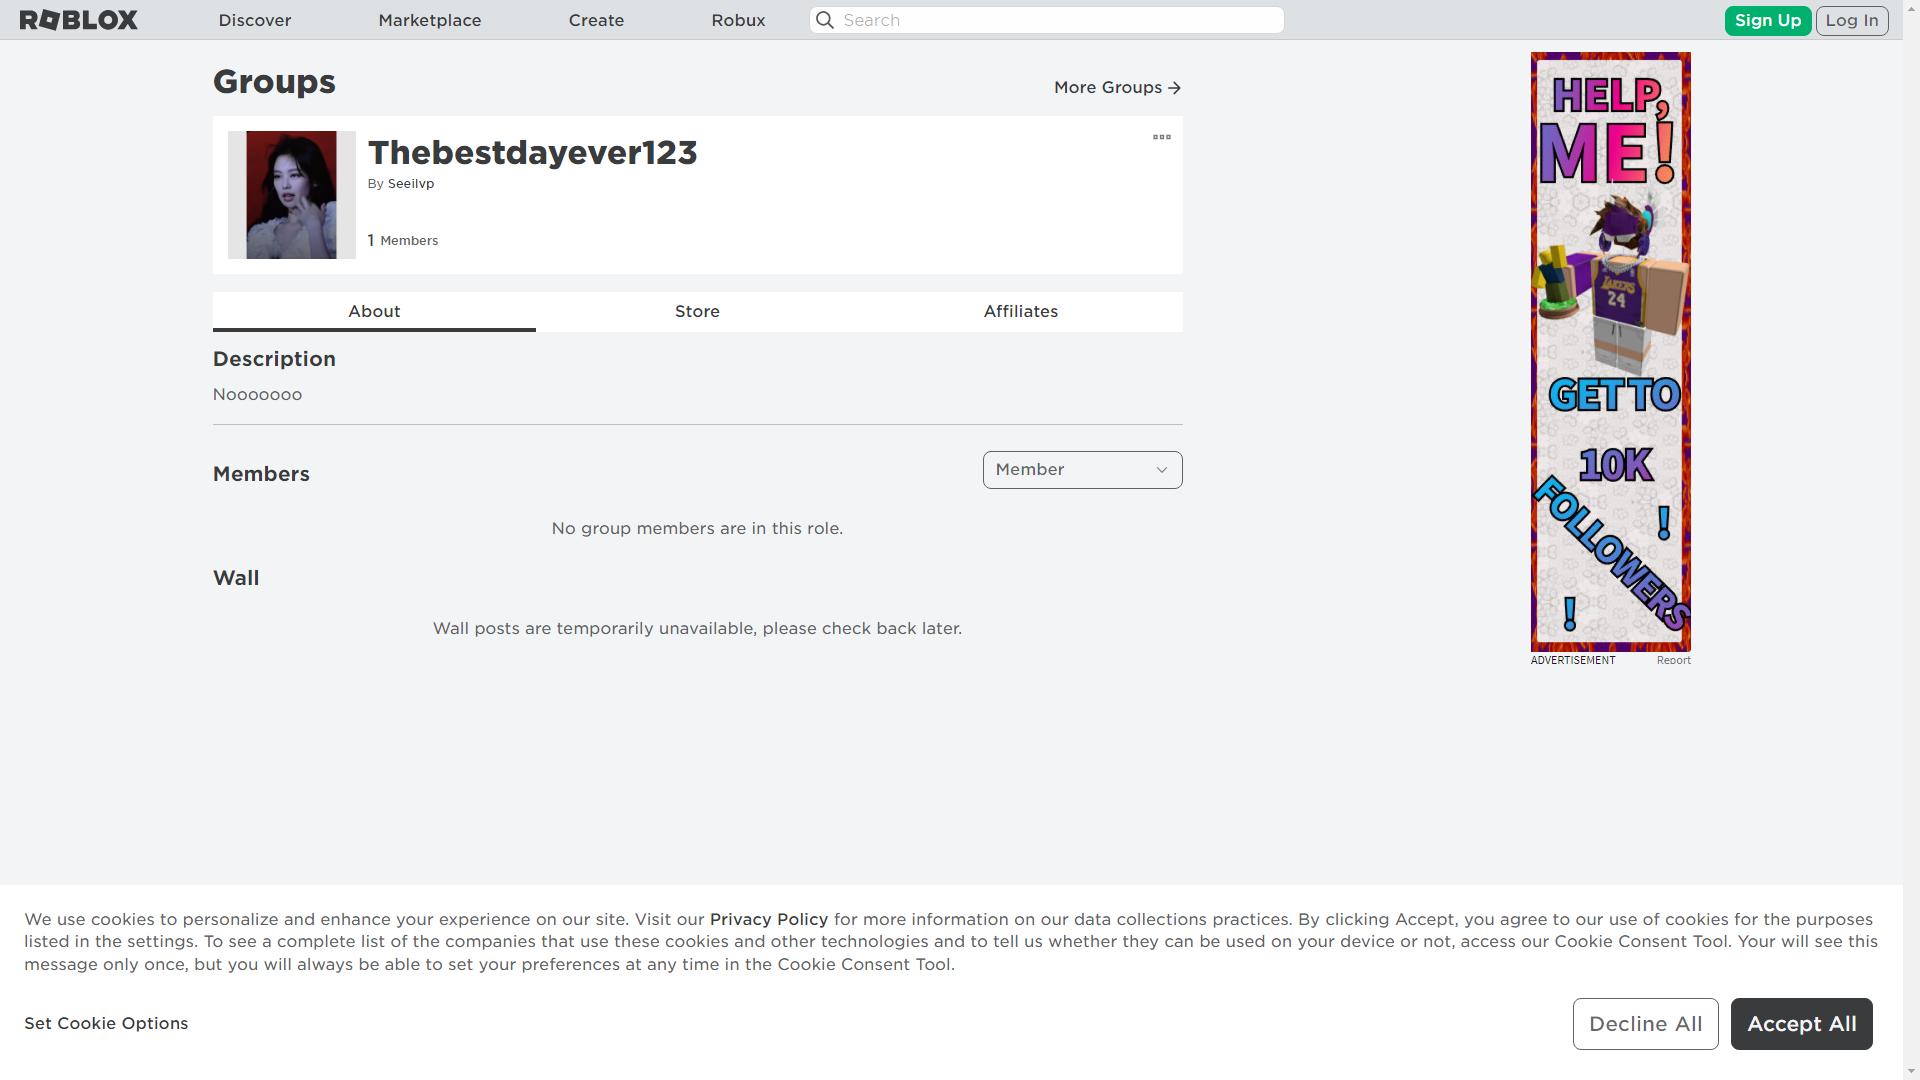 ROBLOX
Discover
Marketplace
Create
Robux
Search
Sign Up
Log In
Groups
More Groups
Thebestdayever123
By Seeilvp
1 Members
About
Store
Affiliates
Description
Nooooooo
Members
Member
No group members are in this role.
Wall
Wall posts are temporarily unavailable, please check back later.
HELP,
ME!
LAKERS
24
GET TO
10K
FOLLOWERS
!
!
ADVERTISEMENT
Report
We use cookies to personalize and enhance your experience on our site. Visit our Privacy Policy for more information on our data collections practices. By clicking Accept, you agree to our use of cookies for the purposes
listed in the settings. To see a complete list of the companies that use these cookies and other technologies and to tell us whether they can be used on your device or not, access our Cookie Consent Tool. Your will see this
message only once, but you will always be able to set your preferences at any time in the Cookie Consent Tool.
Set Cookie Options
Decline All
Accept All